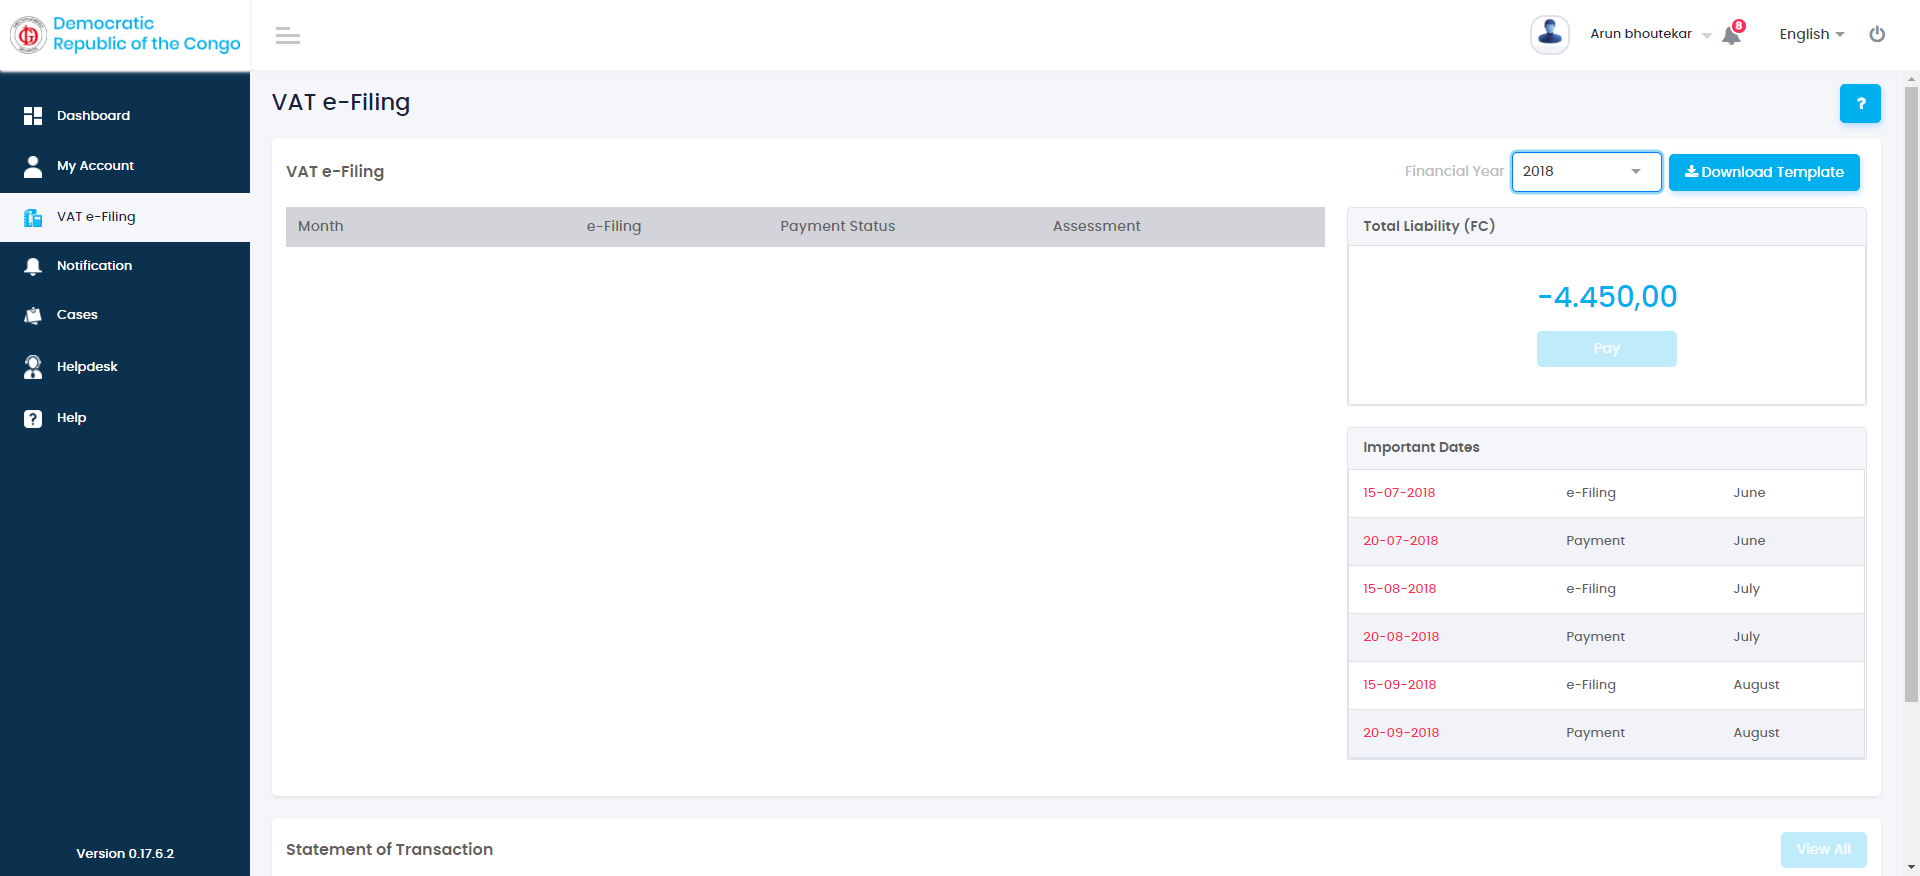 Democratic
Republic of the Congo
Arun bhoutekar
8
English
Dashboard
My Account
VAT e-Filing
Notification
Cases
Helpdesk
Help
Version 0.17.6.2
VAT e-Filing
?
VAT e-Filing
Financial Year
2018
Download Template
Month e-Filing Payment Status Assessment
Total Liability (FC)
-4.450,00
Pay
Important Dates
15-07-2018 e-Filing June
20-07-2018 Payment June
15-08-2018 e-Filing July
20-08-2018 Payment July
15-09-2018 e-Filing August
20-09-2018 Payment August
Statement of Transaction
View All